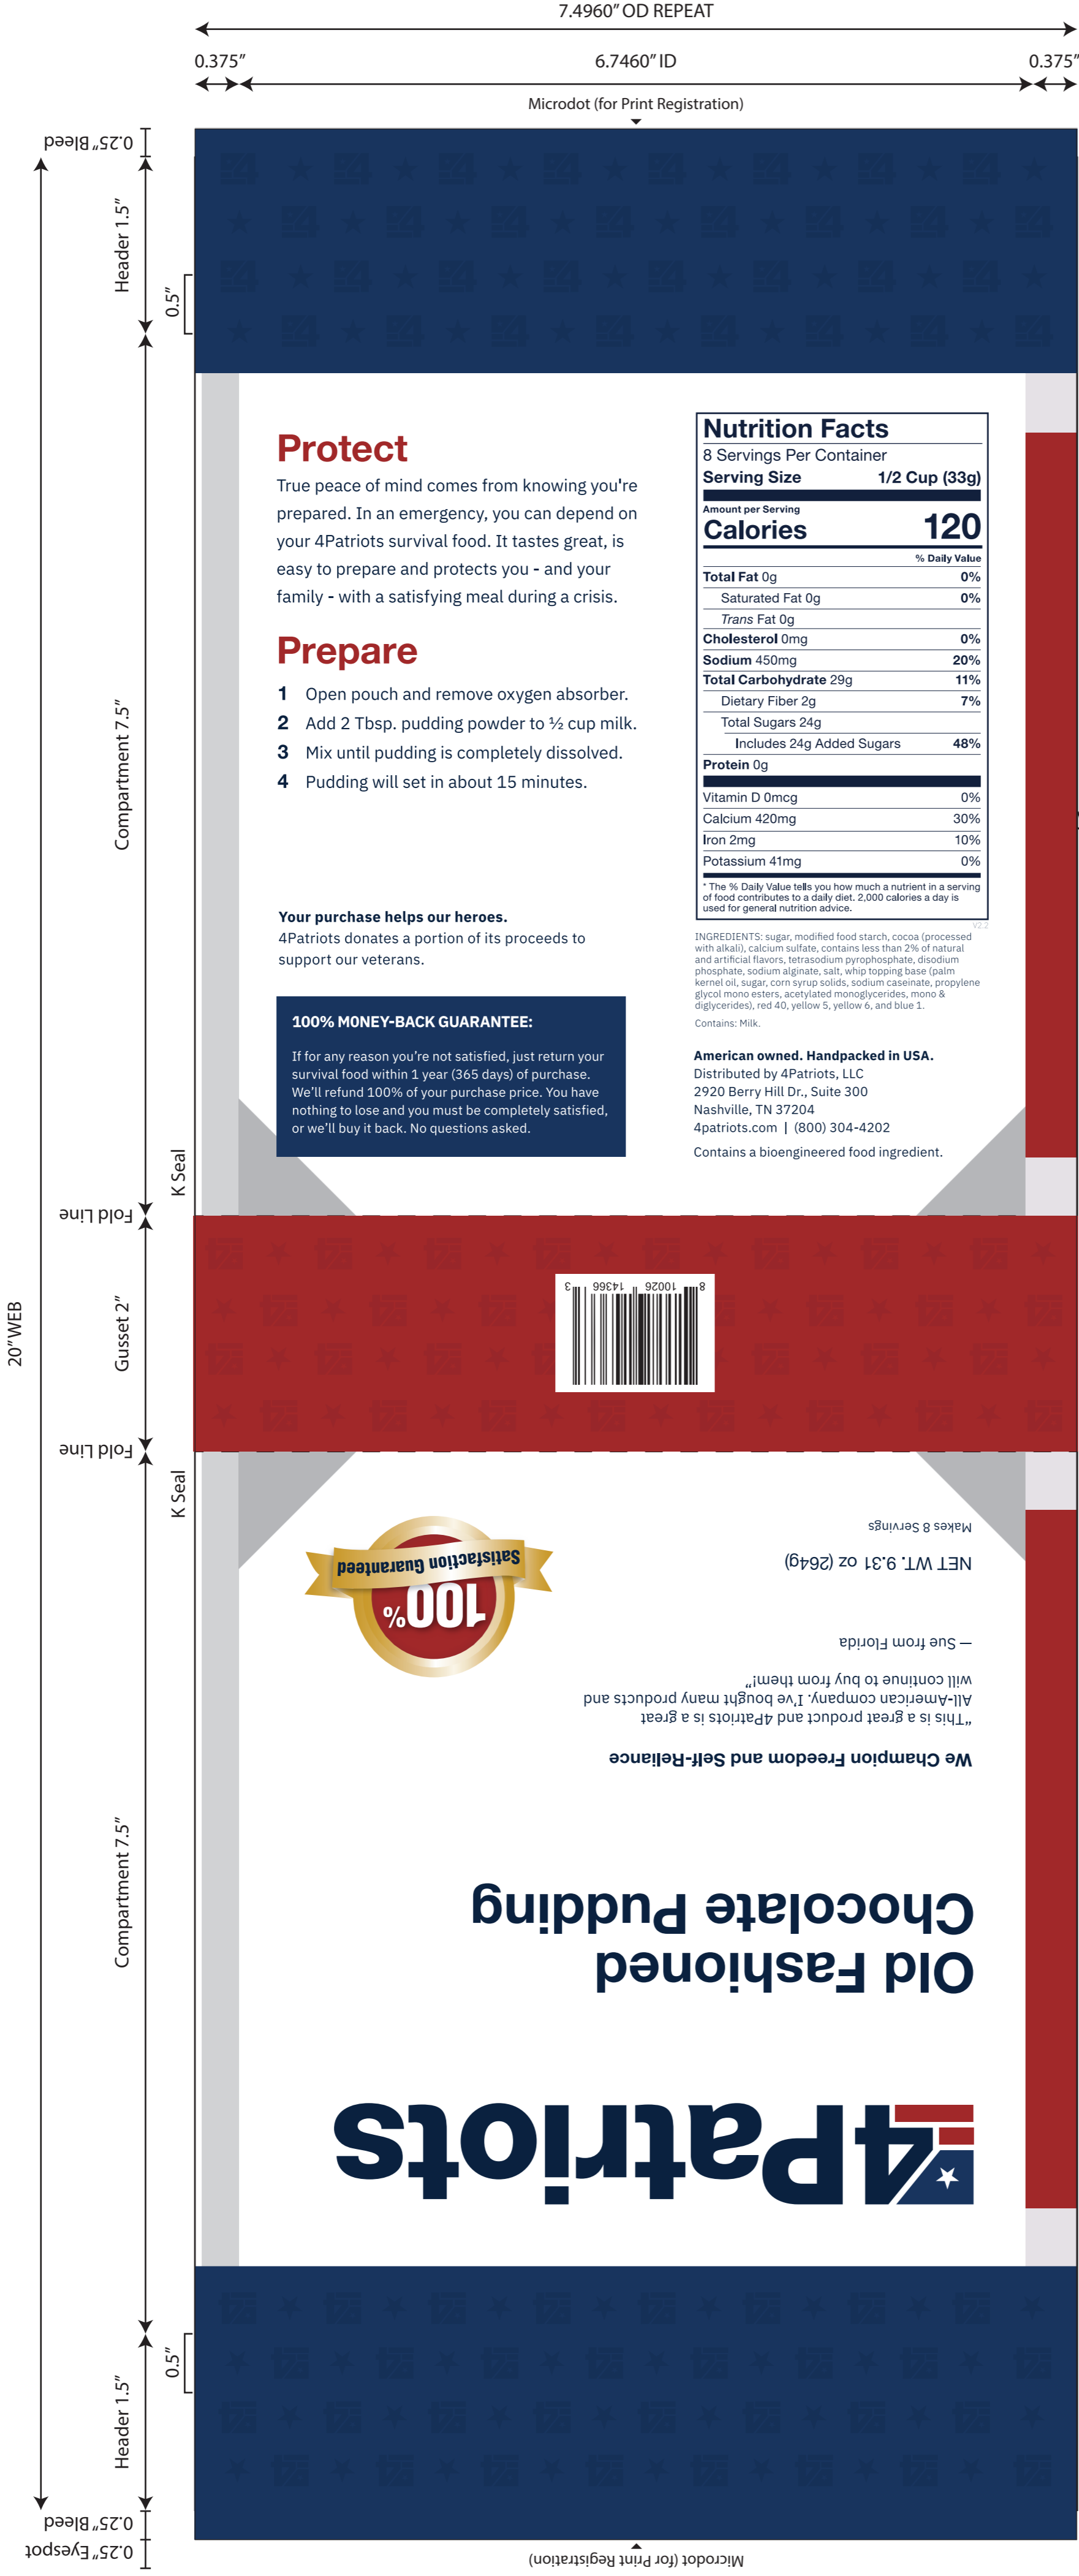 7.4960” OD REPEAT
0.375”
6.7460” ID
0.375”
Microdot (for Print Registration)
0.25” Bleed
Header 1.5”
0.5”
Compartment 7.5”
K Seal
Fold Line
20” WEB
Gusset 2”
Fold Line
K Seal
Compartment 7.5”
0.5”
Header 1.5”
0.25” Bleed
0.25” Eyespot
Protect
True peace of mind comes from knowing you're
prepared. In an emergency, you can depend on
your 4Patriots survival food. It tastes great, is
easy to prepare and protects you - and your
family - with a satisfying meal during a crisis.
Prepare
1 Open pouch and remove oxygen absorber.
2 Add 2 Tbsp. pudding powder to ½ cup milk.
3 Mix until pudding is completely dissolved.
4 Pudding will set in about 15 minutes.
Your purchase helps our heroes.
4Patriots donates a portion of its proceeds to
support our veterans.
100% M0NEY-BACK GUARANTEE:
If for any reason you’re not satisfied, just return your
survival food within 1 year (365 days) of purchase.
We’ll refund 100% of your purchase price. You have
nothing to lose and you must be completely satisfied,
or we’ll buy it back. No questions asked.
Nutrition Facts
8 Servings Per Container
Serving Size 1/2 Cup (33g)
Amount per Serving
Calories 120
% Daily Value
Total Fat 0g 0%
Saturated Fat 0g 0%
Trans Fat 0g
Cholesterol 0mg 0%
Sodium 450mg 20%
Total Carbohydrate 29g 11%
Dietary Fiber 2g 7%
Total Sugars 24g
Includes 24g Added Sugars 48%
Protein 0g
Vitamin D 0mcg 0%
Calcium 420mg 30%
Iron 2mg 10%
Potassium 41mg 0%
* The % Daily Value tells you how much a nutrient in a serving
of food contributes to a daily diet. 2,000 calories a day is
used for general nutrition advice.
v2.2
INGREDIENTS: sugar, modified food starch, cocoa (processed
with alkali), calcium sulfate, contains less than 2% of natural
and artificial flavors, tetrasodium pyrophosphate, disodium
phosphate, sodium alginate, salt, whip topping base (palm
kernel oil, sugar, corn syrup solids, sodium caseinate, propylene
glycol mono esters, acetylated monoglycerides, mono &
diglycerides), red 40, yellow 5, yellow 6, and blue 1.
Contains: Milk.
American owned. Handpacked in USA.
Distributed by 4Patriots, LLC
2920 Berry Hill Dr., Suite 300
Nashville, TN 37204
4patriots.com | (800) 304-4202
Contains a bioengineered food ingredient.
8 10026 14366 3
4Patriots
Old Fashioned
Chocolate Pudding
We Champion Freedom and Self-Reliance
“This is a great product and 4Patriots is a great
All-American company. I’ve bought many products and
will continue to buy from them!”
— Sue from Florida
NET WT. 9.31 oz (264g)
Makes 8 Servings
100%
Satisfaction Guaranteed
Microdot (for Print Registration)